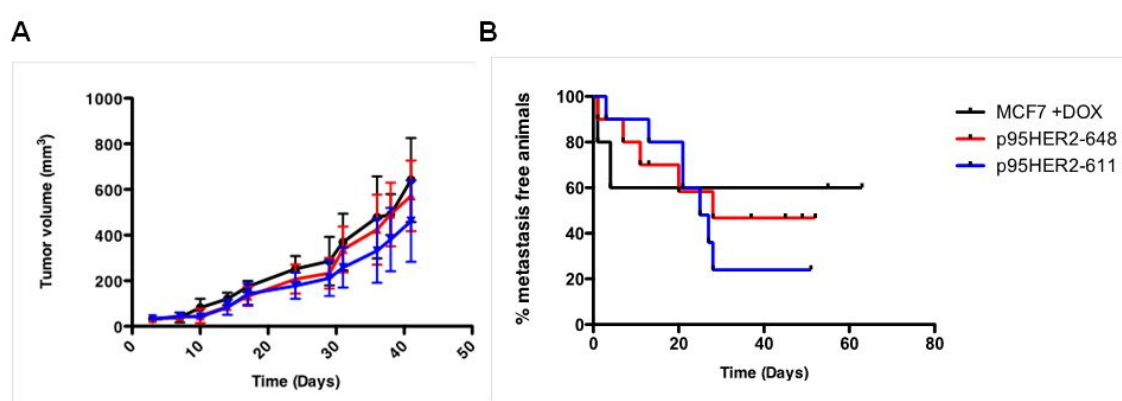 A
B
Tumor volume (mm³)
1000
800
600
400
200
0
0
10
20
30
40
50
Time (Days)
% metastasis free animals
100
80
60
40
20
0
0
20
40
60
80
Time (Days)
MCF7 +DOX
p95HER2-648
p95HER2-611